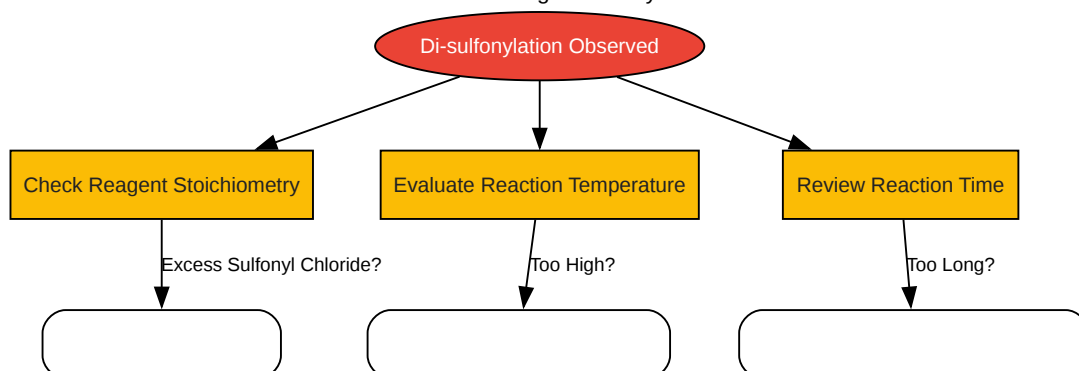 Di-sulfonylation Observed
Check Reagent Stoichiometry
Evaluate Reaction Temperature
Review Reaction Time
Excess Sulfonyl Chloride?
Too High?
Too Long?